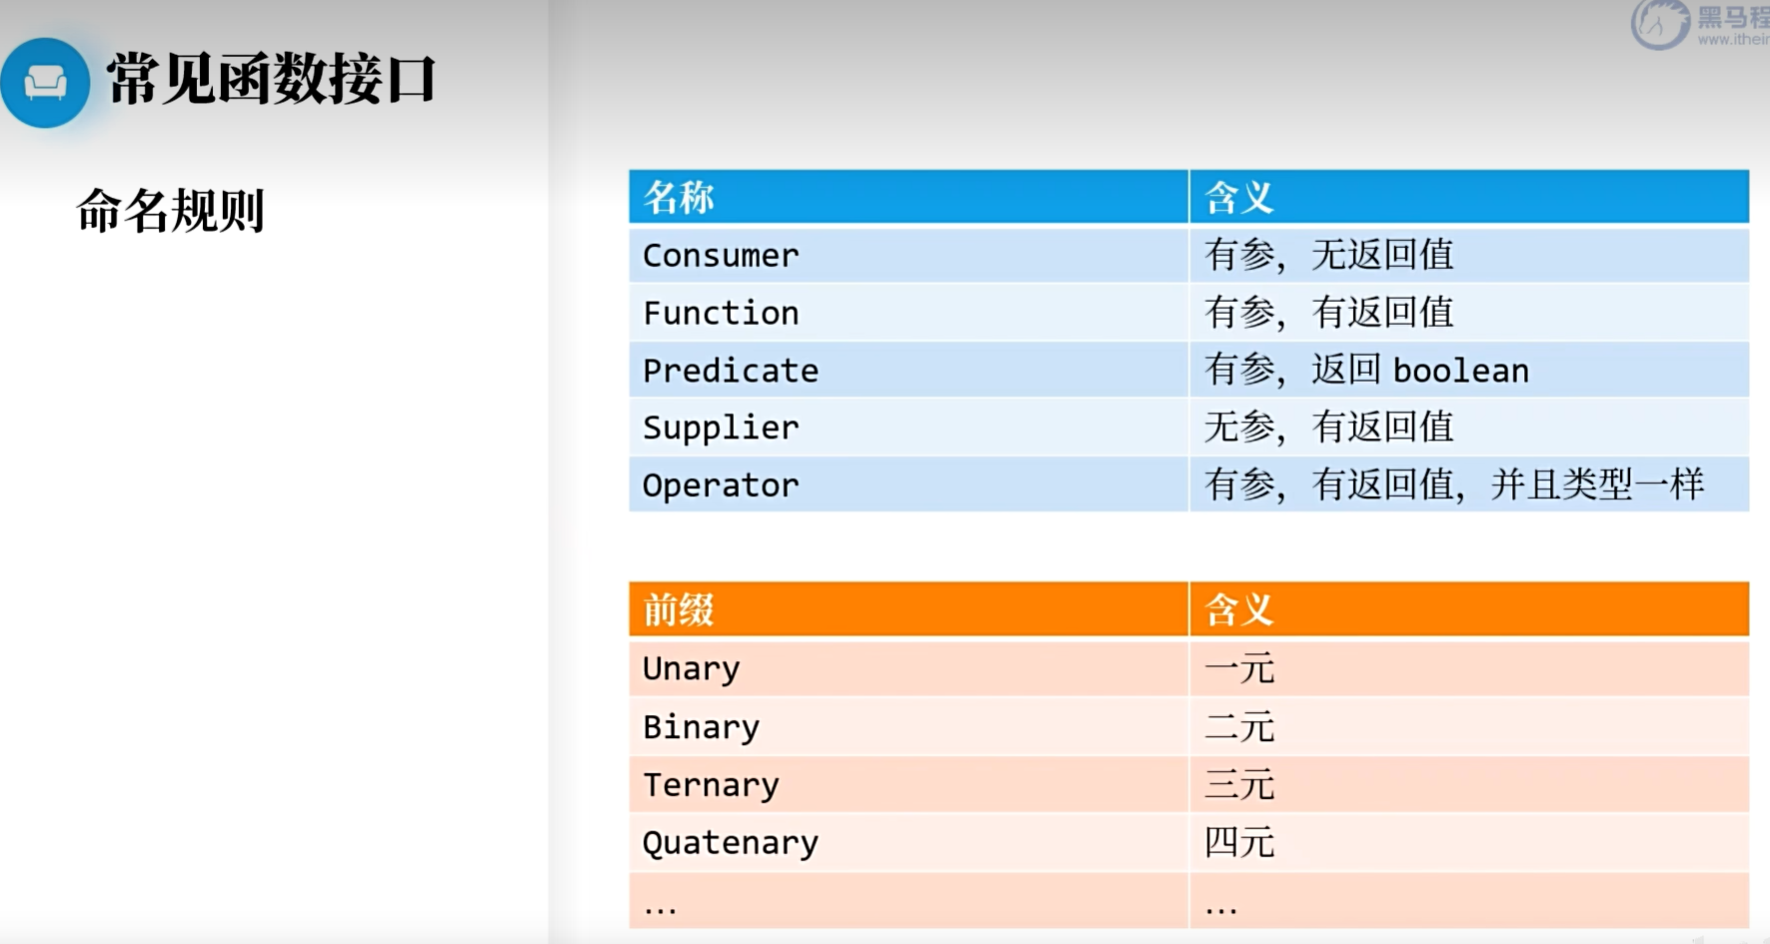 常见函数接口
命名规则
黑马程
名称 含义
Consumer 有参，无返回值
Function 有参，有返回值
Predicate 有参，返回 boolean
Supplier 无参，有返回值
Operator 有参，有返回值，并且类型一样
前缀 含义
Unary 一元
Binary 二元
Ternary 三元
Quatenary 四元
... ...